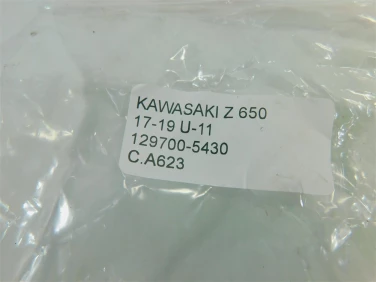 KAWASAKI Z 650
17-19 U-11
129700-5430
C.A623